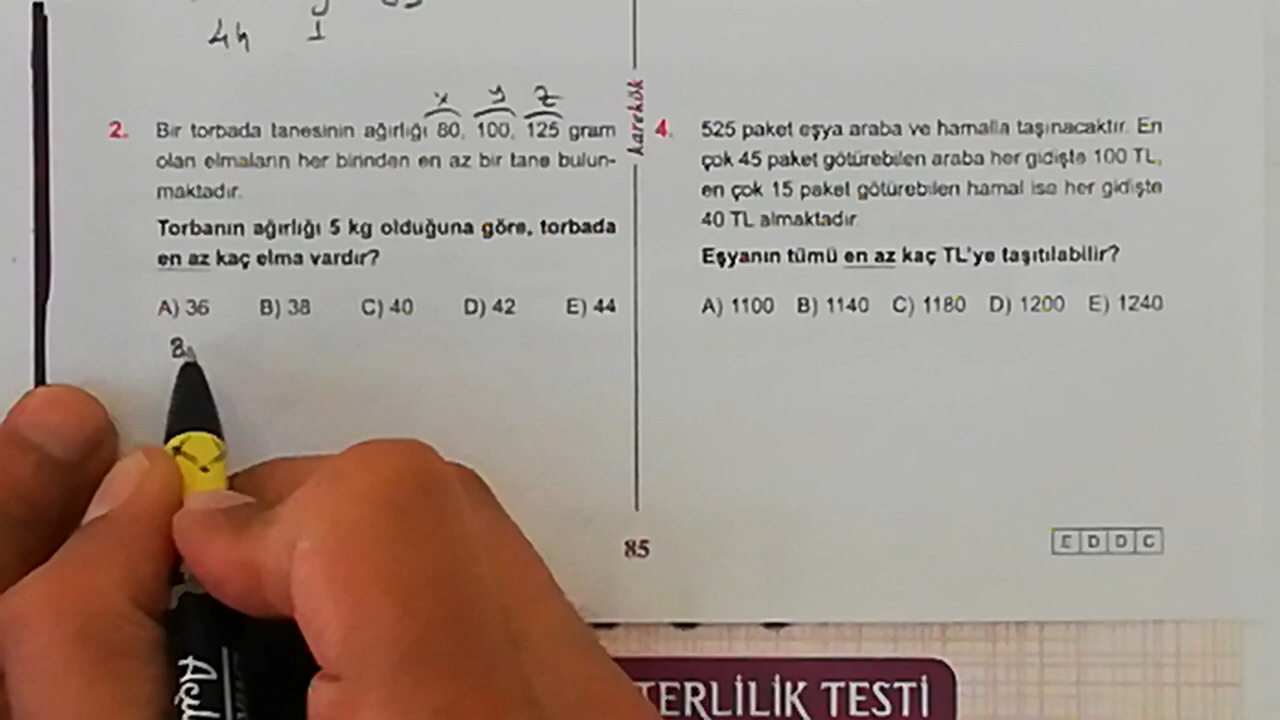 4h 1
x y z
2. Bir torbada tanesinin ağırlığı 80, 100, 125 gram
olan elmaların her birinden en az bir tane bulun-
maktadır.
Torbanın ağırlığı 5 kg olduğuna göre, torbada
en az kaç elma vardır?
A) 36 B) 38 C) 40 D) 42 E) 44
8
karekök
4. 525 paket eşya araba ve hamalla taşınacaktır. En
çok 45 paket götürebilen araba her gidişte 100 TL,
en çok 15 paket götürebilen hamal ise her gidişte
40 TL almaktadır.
Eşyanın tümü en az kaç TL'ye taşıtılabilir?
A) 1100 B) 1140 C) 1180 D) 1200 E) 1240
85
E D D C
TERLİLİK TESTİ